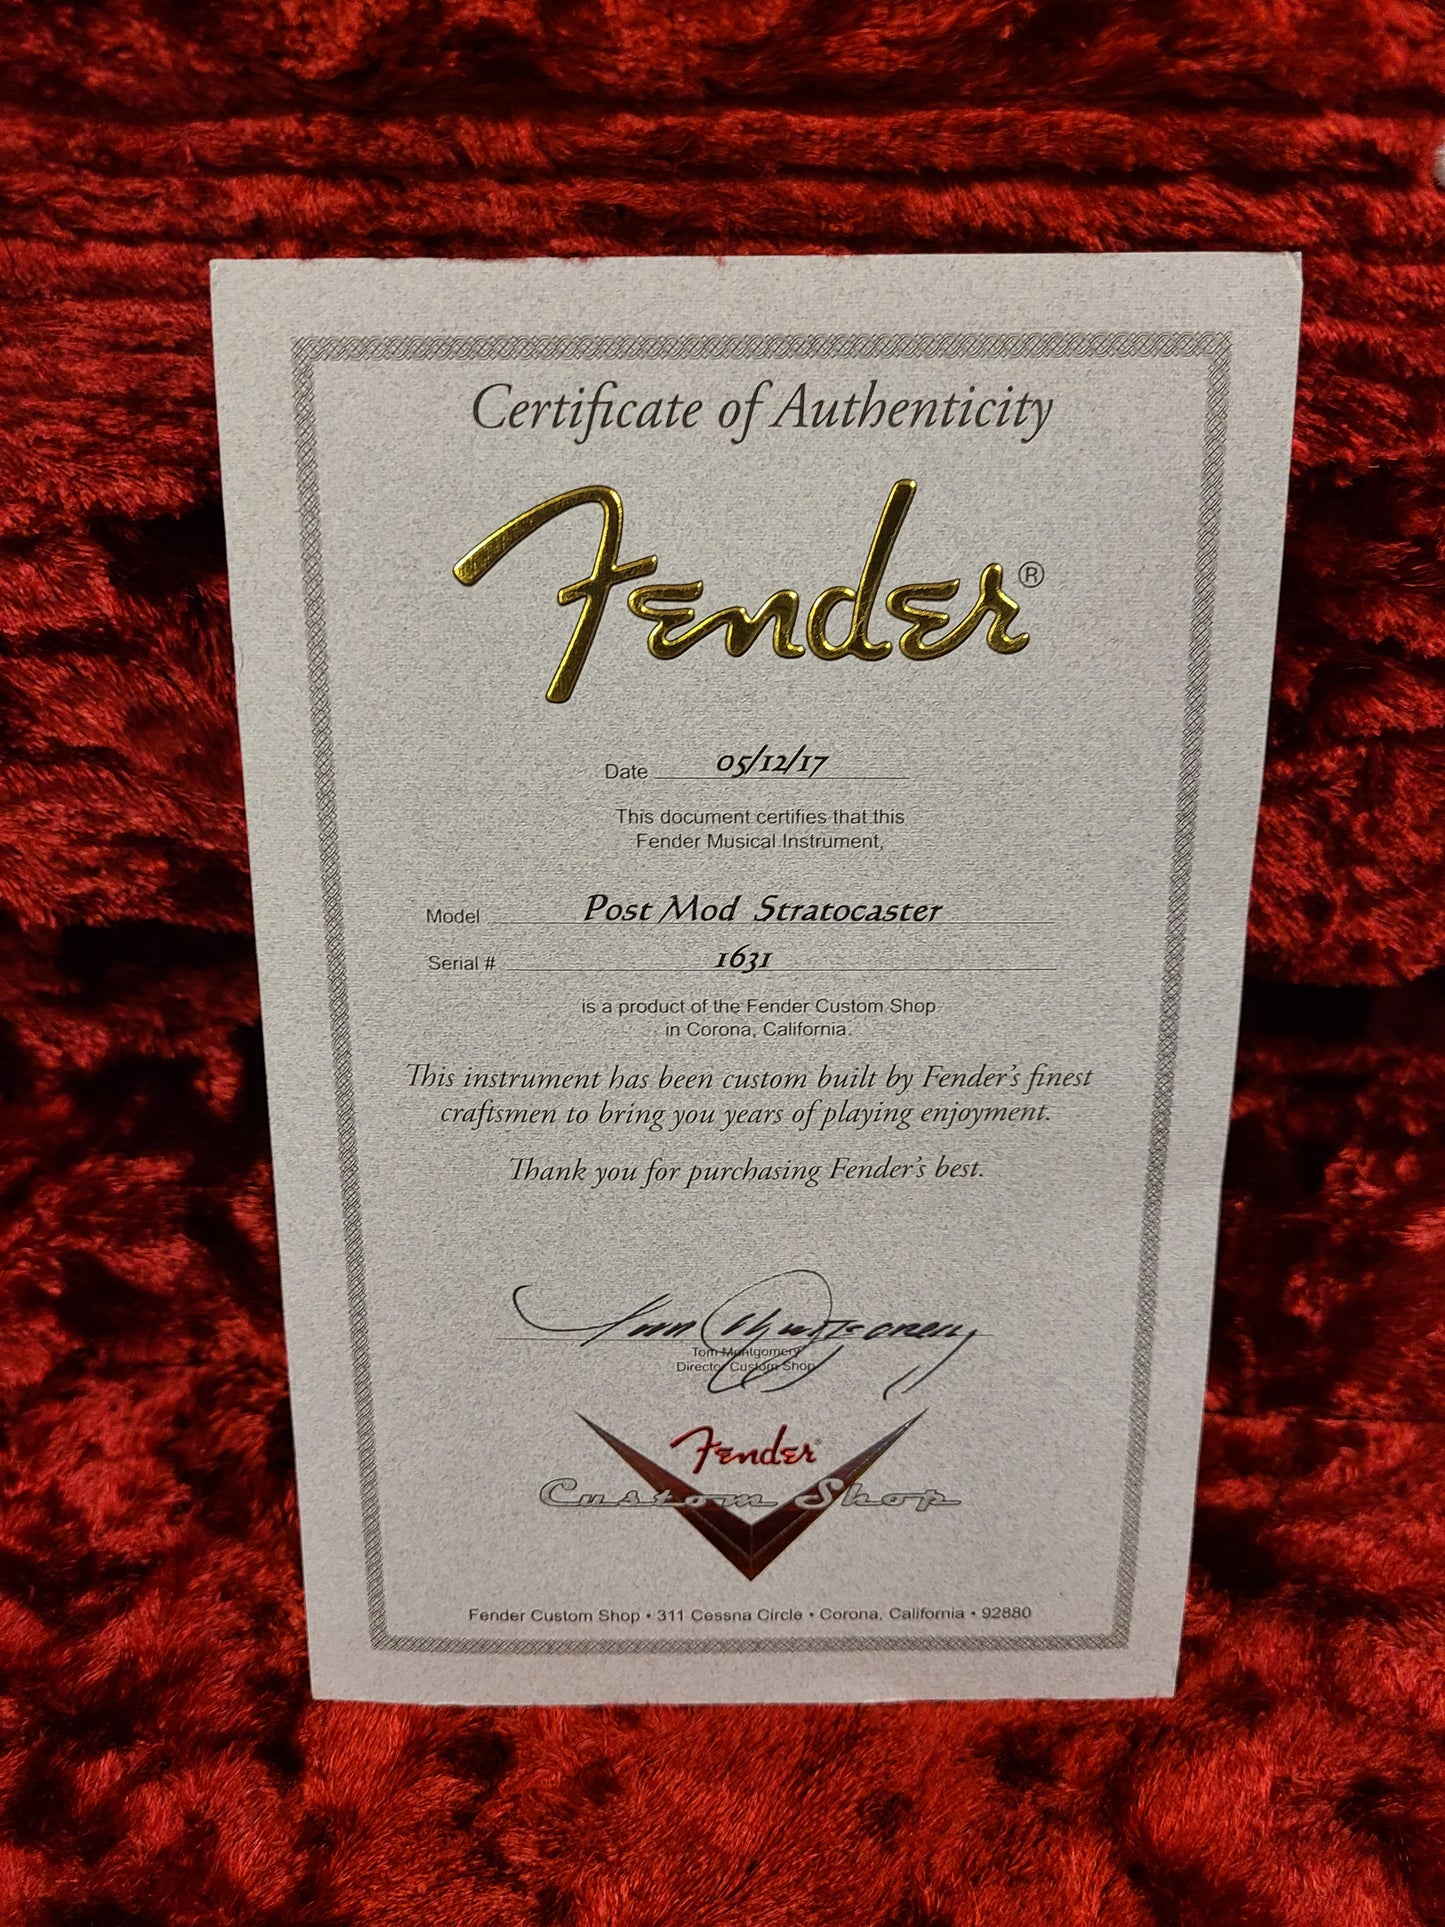 Certificate of Authenticity
Fender®
Date 05/12/17
This document certifies that this
Fender Musical Instrument,
Model Post Mod Stratocaster
Serial # 1631
is a product of the Fender Custom Shop
in Corona, California.
This instrument has been custom built by Fender's finest
craftsmen to bring you years of playing enjoyment.
Thank you for purchasing Fender's best.
Tom Montgomery
Tom Montgomery
Director Custom Shop
Fender®
Custom Shop
Fender Custom Shop • 311 Cessna Circle • Corona, California • 92880